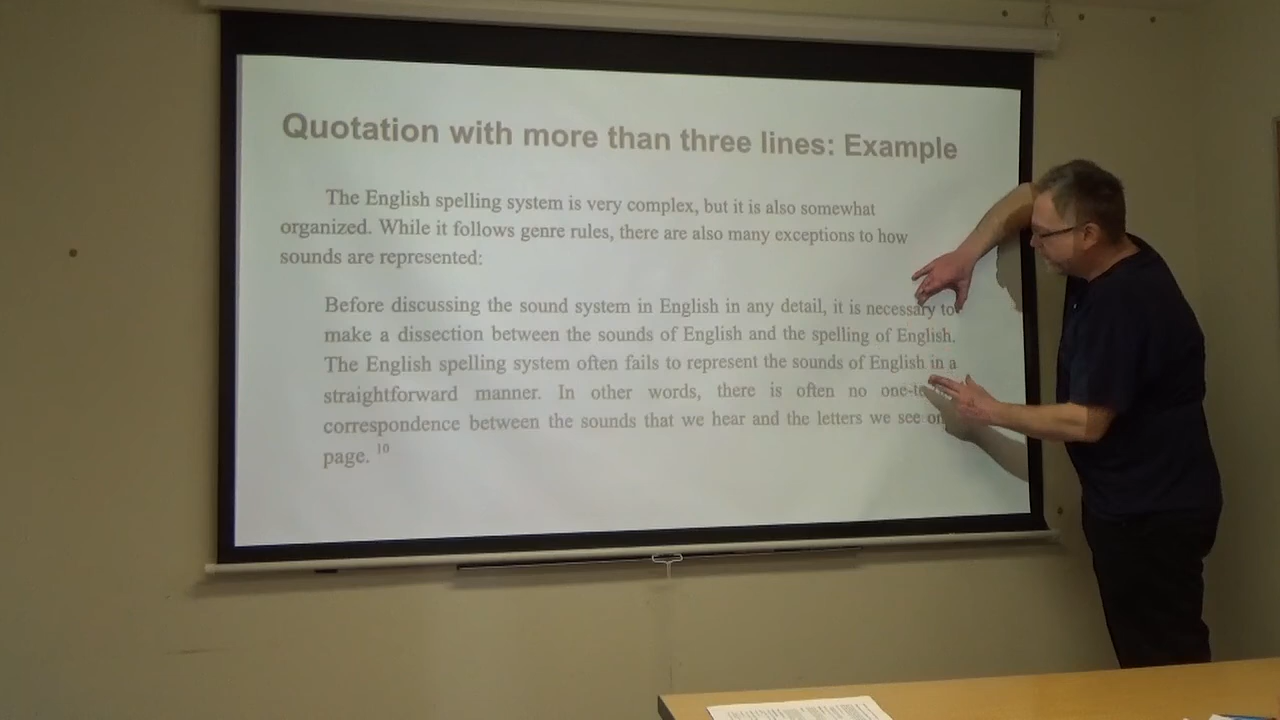 Quotation with more than three lines: Example
The English spelling system is very complex, but it is also somewhat
organized. While it follows genre rules, there are also many exceptions to how
sounds are represented:
Before discussing the sound system in English in any detail, it is necessary to
make a dissection between the sounds of English and the spelling of English.
The English spelling system often fails to represent the sounds of English in a
straightforward manner. In other words, there is often no
correspondence between the sounds that we hear and the letters we see
page. 10